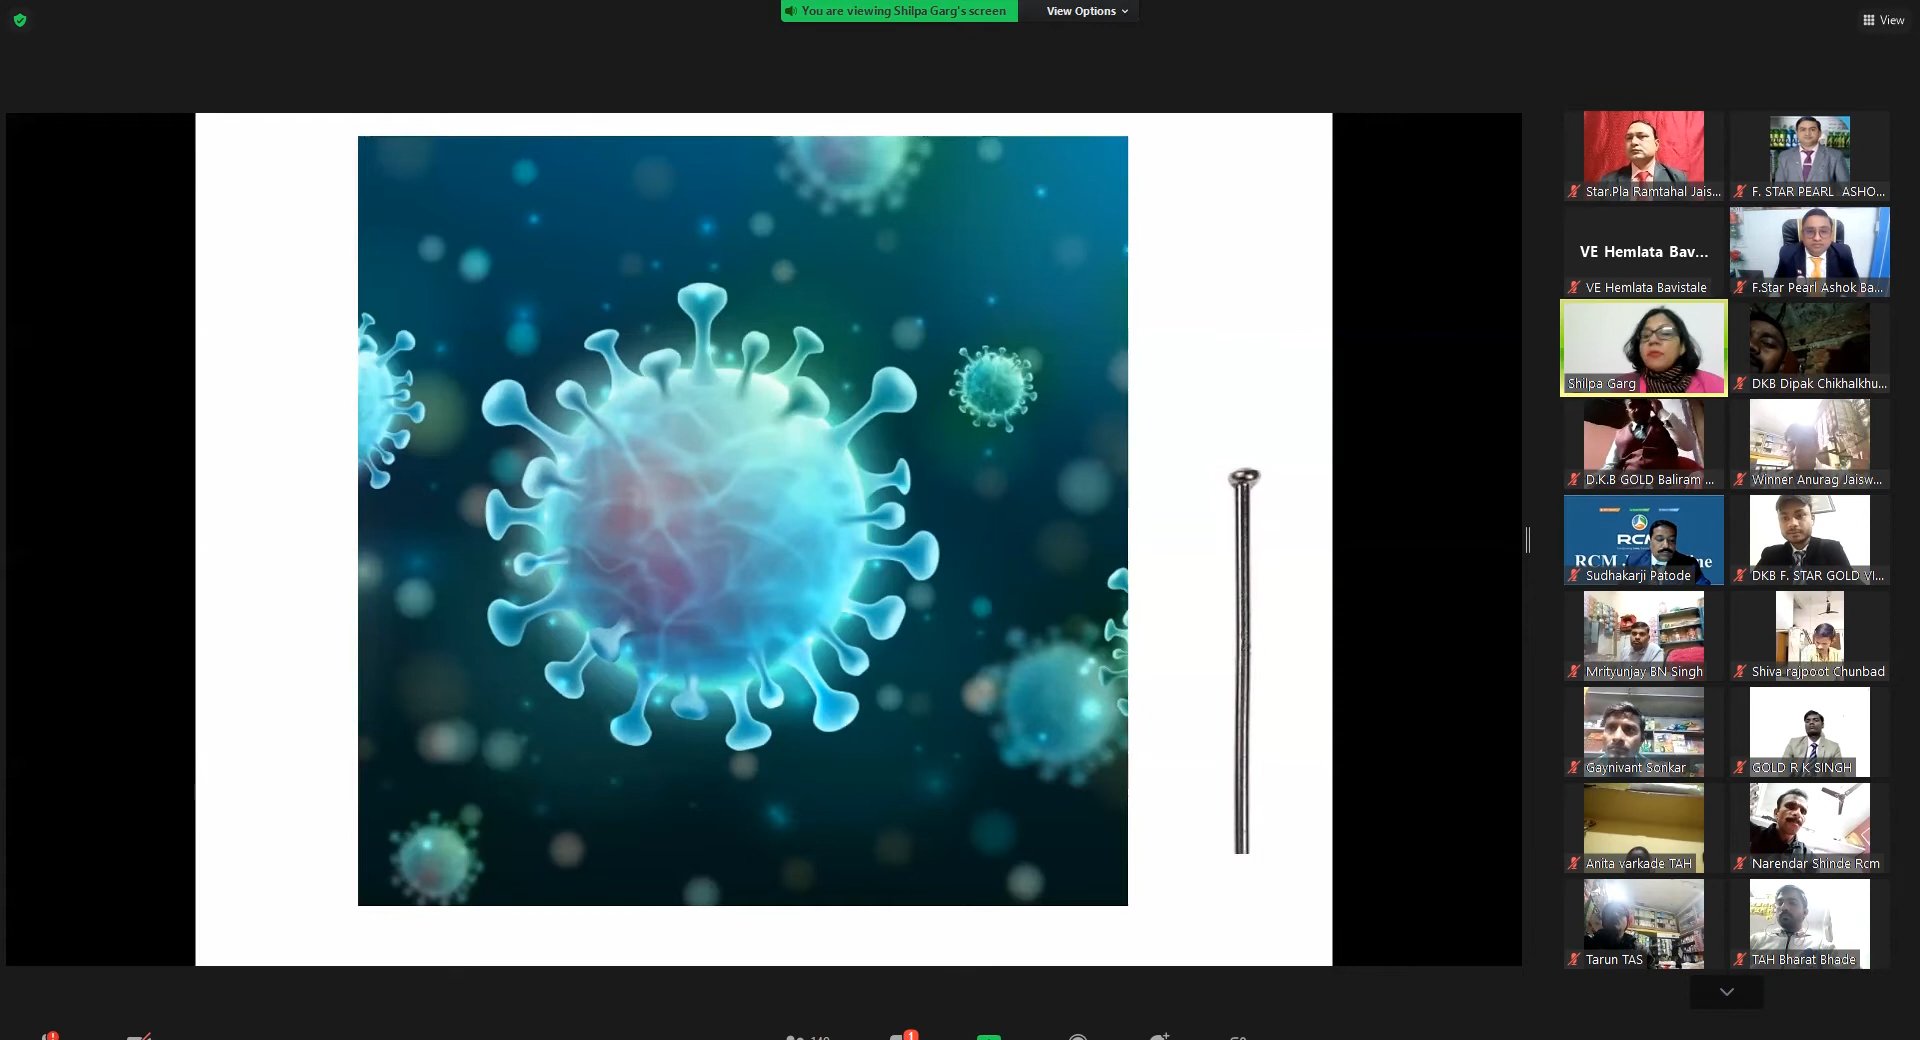 You are viewing Shilpa Garg's screen
View Options
View
Star.Pla Ramtahal Jais...
F. STAR PEARL ASHO...
VE Hemlata Bav...
VE Hemlata Bavistale
F.Star Pearl Ashok Ba...
Shilpa Garg
DKB Dipak Chikhalkhu...
D.K.B GOLD Baliram ...
Winner Anurag Jaisw...
RCM
Sudhakarji Patode
DKB F. STAR GOLD VI...
Mrityunjay BN Singh
Shiva rajpoot Chunbad
Gaynivant Sonkar
GOLD R K SINGH
Anita varkade TAH
Narendar Shinde Rcm
Tarun TAS
TAH Bharat Bhade
1